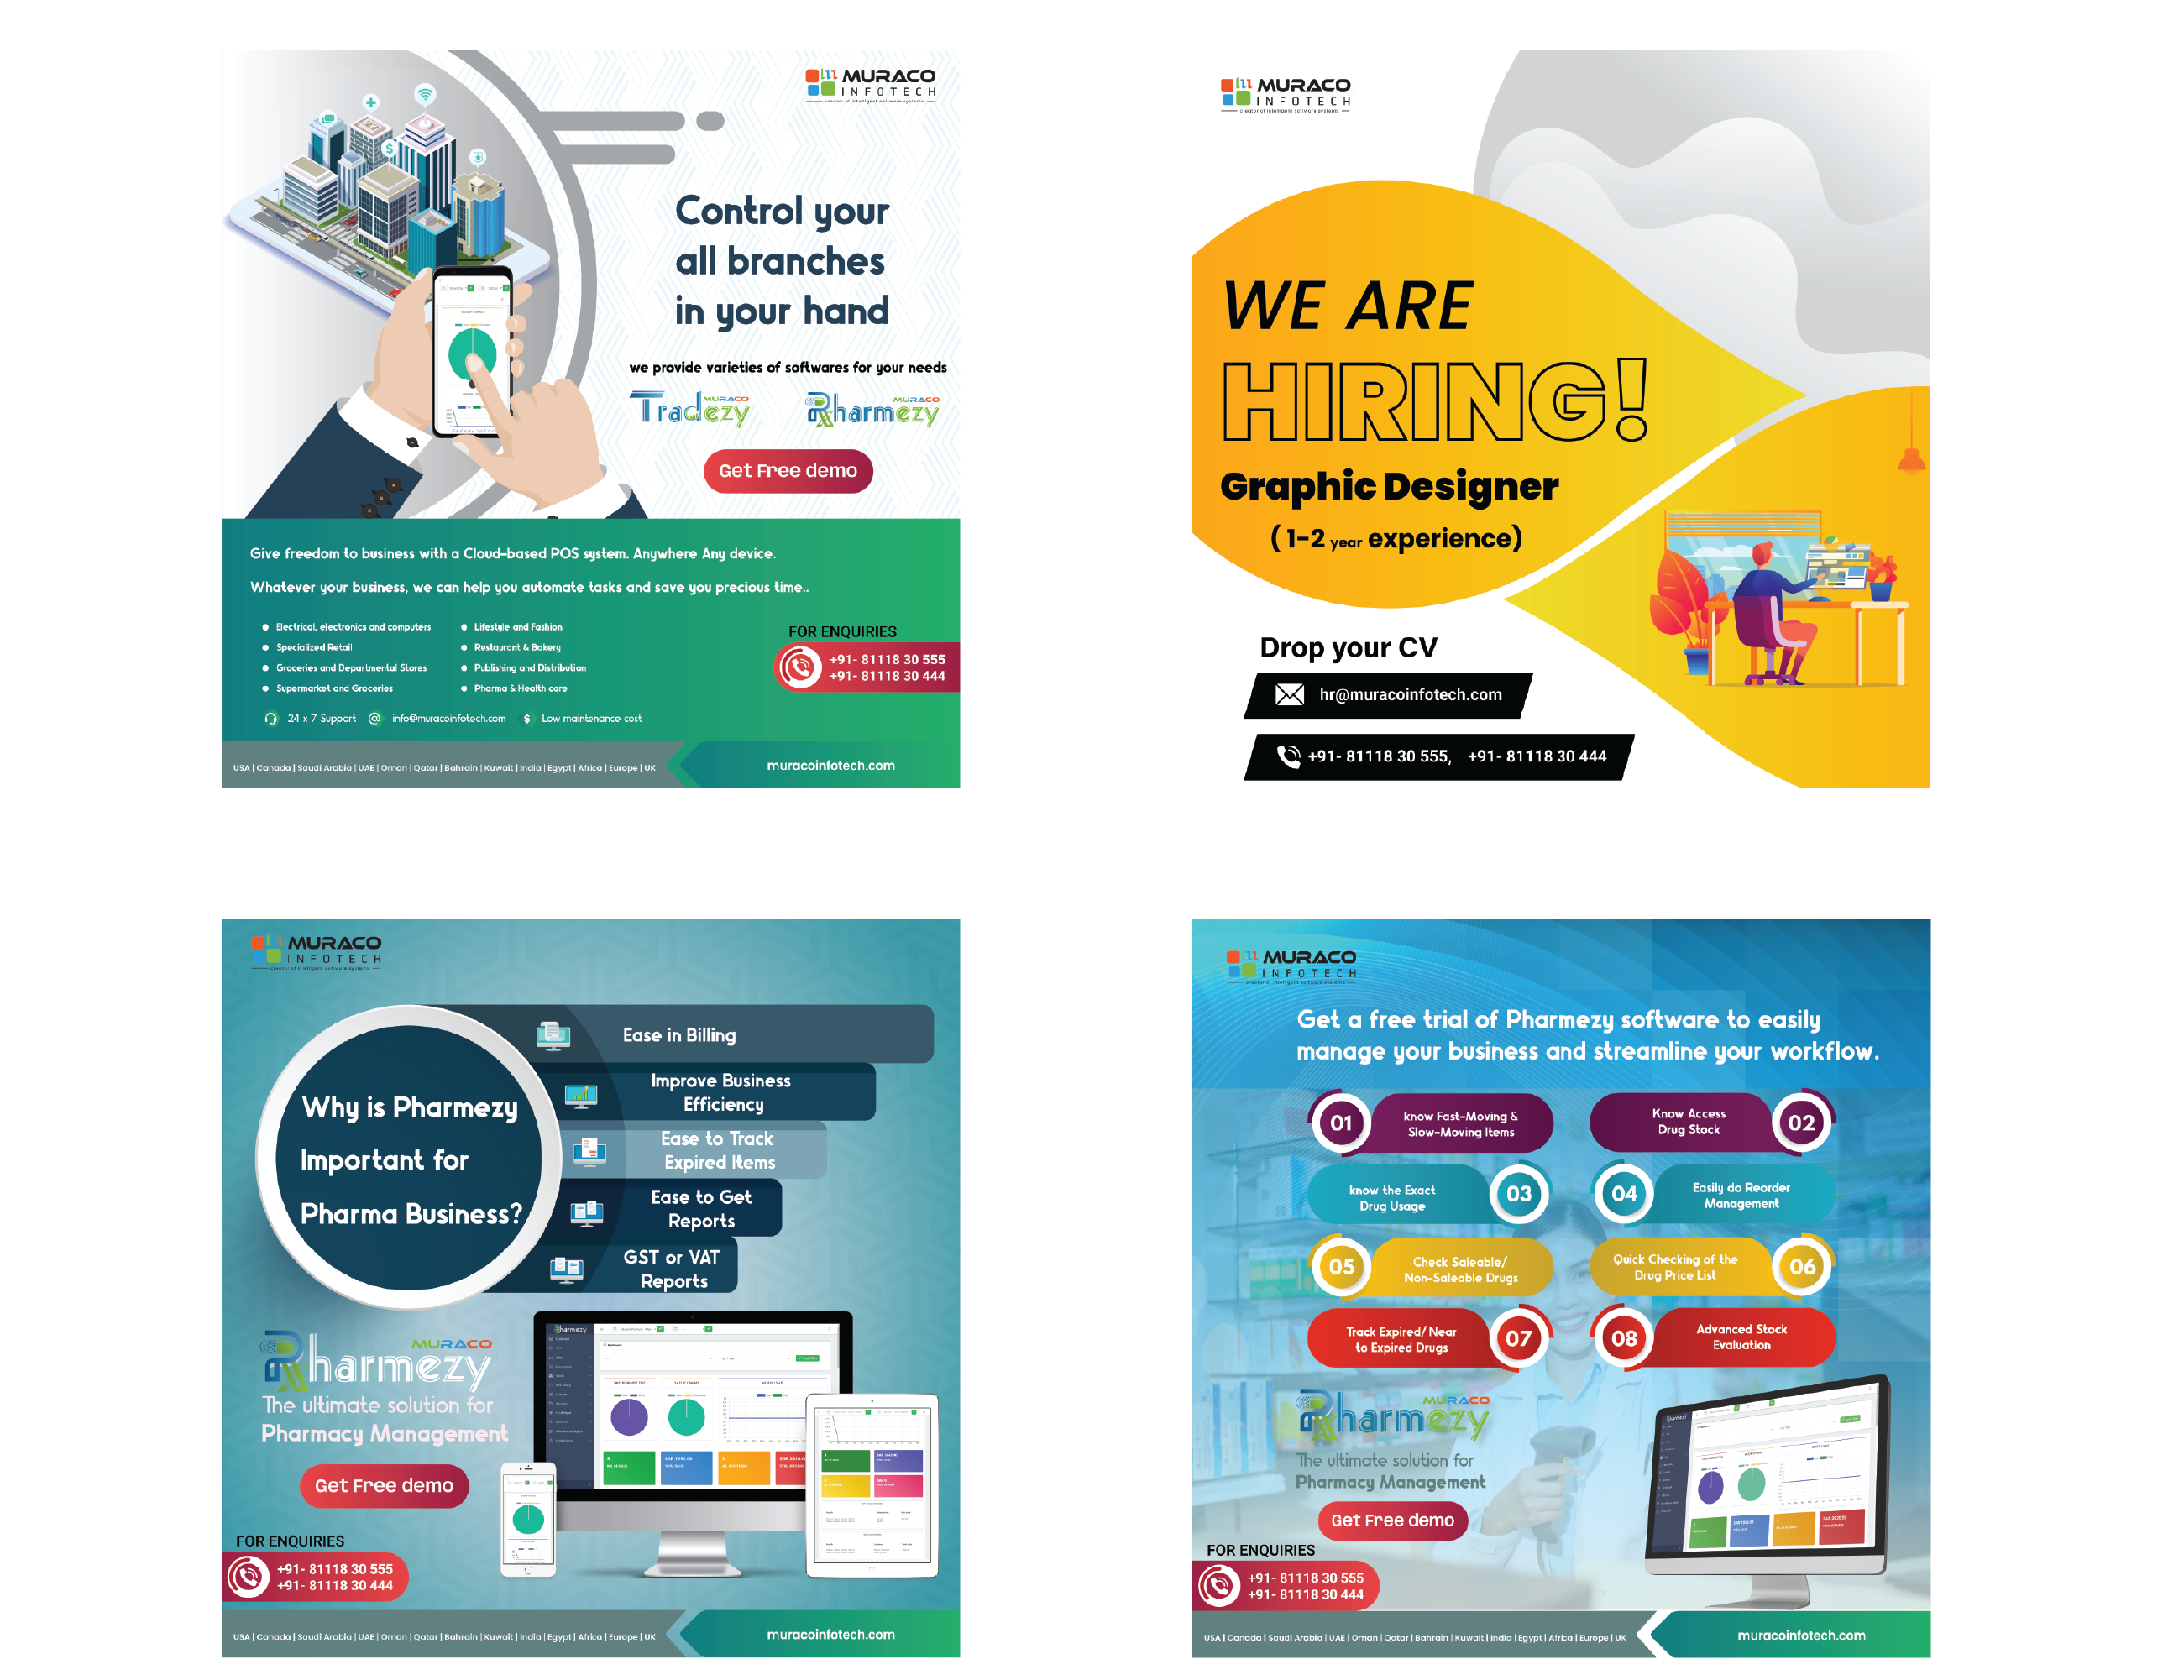 MURACO
INFOTECH
creator of intelligent software systems
Control your
all branches
in your hand
we provide varieties of softwares for your needs
MURACO
Tradezy
MURACO
Pharmezy
Get Free demo
Give freedom to business with a Cloud-based POS system. Anywhere Any device.
Whatever your business, we can help you automate tasks and save you precious time..
Electrical, electronics and computers
Specialized Retail
Groceries and Departmental Stores
Supermarket and Groceries
Lifestyle and Fashion
Restaurant & Bakery
Publishing and Distribution
Pharma & Health care
24 x 7 Support
info@muracoinfotech.com
Low maintenance cost
FOR ENQUIRIES
+91- 81118 30 555
+91- 81118 30 444
USA | Canada | Saudi Arabia | UAE | Oman | Qatar | Bahrain | Kuwait | India | Egypt | Africa | Europe | UK
muracoinfotech.com
MURACO
INFOTECH
creator of intelligent software systems
WE ARE
HIRING!
Graphic Designer
(1-2 year experience)
Drop your CV
hr@muracoinfotech.com
+91- 81118 30 555, +91- 81118 30 444
MURACO
INFOTECH
creator of intelligent software systems
Why is Pharmezy
Important for
Pharma Business?
Ease in Billing
Improve Business
Efficiency
Ease to Track
Expired Items
Ease to Get
Reports
GST or VAT
Reports
MURACO
Pharmezy
The ultimate solution for
Pharmacy Management
Get Free demo
FOR ENQUIRIES
+91- 81118 30 555
+91- 81118 30 444
USA | Canada | Saudi Arabia | UAE | Oman | Qatar | Bahrain | Kuwait | India | Egypt | Africa | Europe | UK
muracoinfotech.com
MURACO
INFOTECH
creator of intelligent software systems
Get a free trial of Pharmezy software to easily
manage your business and streamline your workflow.
01
know Fast-Moving &
Slow-Moving Items
Know Access
Drug Stock
02
know the Exact
Drug Usage
03
04
Easily do Reorder
Management
05
Check Saleable/
Non-Saleable Drugs
Quick Checking of the
Drug Price List
06
Track Expired/ Near
to Expired Drugs
07
08
Advanced Stock
Evaluation
MURACO
Pharmezy
The ultimate solution for
Pharmacy Management
Get Free demo
FOR ENQUIRIES
+91- 81118 30 555
+91- 81118 30 444
USA | Canada | Saudi Arabia | UAE | Oman | Qatar | Bahrain | Kuwait | India | Egypt | Africa | Europe | UK
muracoinfotech.com